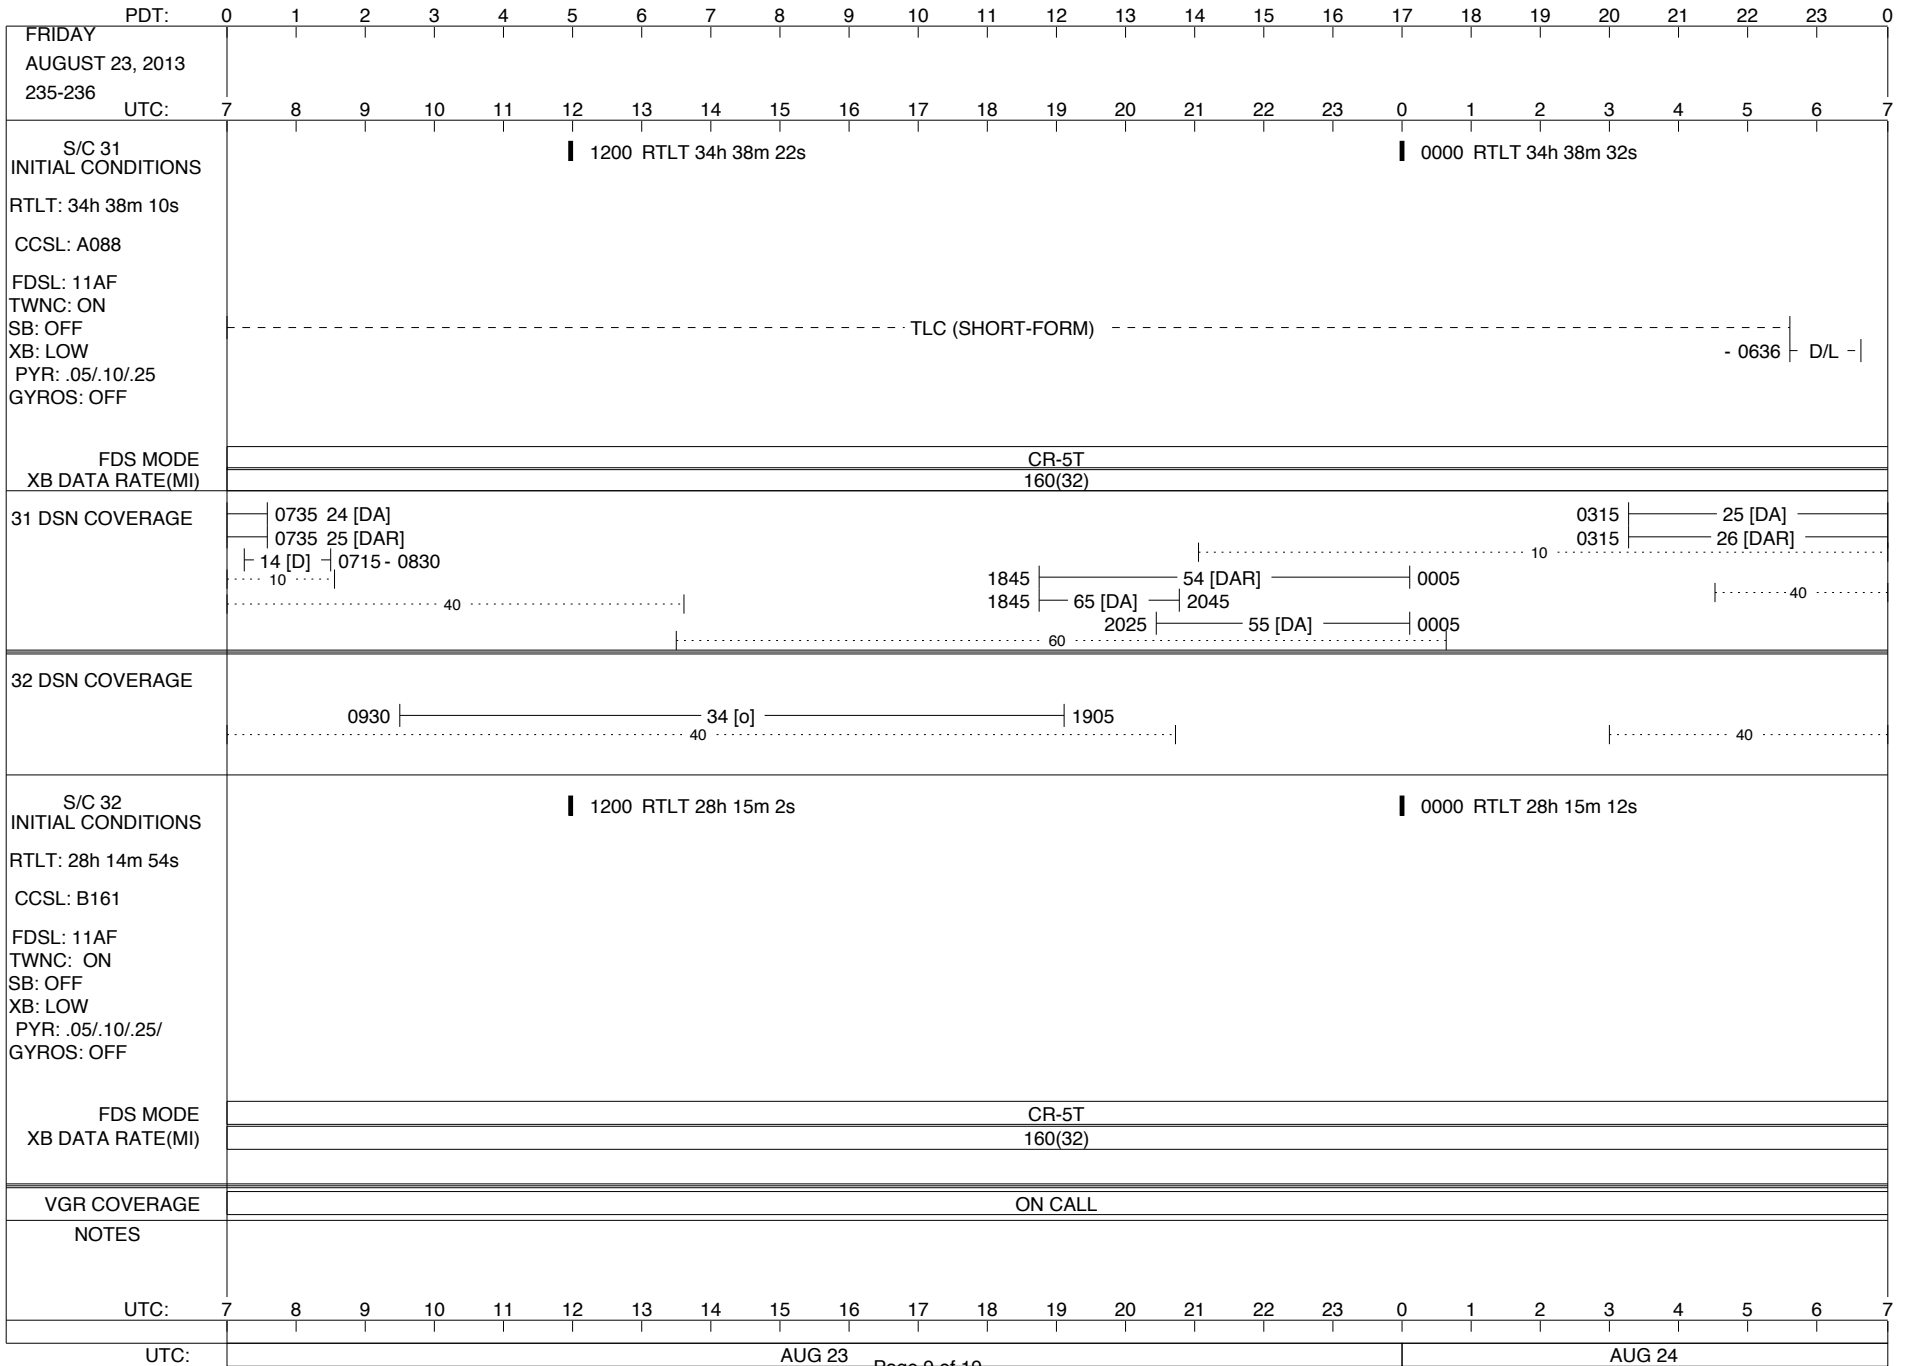 PDT: 0 1 2 3 4 5 6 7 8 9 10 11 12 13 14 15 16 17 18 19 20 21 22 23 0
FRIDAY
AUGUST 23, 2013
235-236
UTC: 7 8 9 10 11 12 13 14 15 16 17 18 19 20 21 22 23 0 1 2 3 4 5 6 7
S/C 31
INITIAL CONDITIONS
1200 RTLT 34h 38m 22s
0000 RTLT 34h 38m 32s
RTLT: 34h 38m 10s
CCSL: A088
FDSL: 11AF
TWNC: ON
SB: OFF
TLC (SHORT-FORM)
XB: LOW
- 0636 D/L
PYR: .05/.10/.25
GYROS: OFF
FDS MODE CR-5T
XB DATA RATE(MI) 160(32)
31 DSN COVERAGE
0735 24 [DA]
0315 25 [DA]
0735 25 [DAR]
0315 26 [DAR]
14 [D] 0715 - 0830
10
10
1845 54 [DAR] 0005
40
40
1845 65 [DA] 2045
2025 55 [DA] 0005
60
32 DSN COVERAGE
0930 34 [o] 1905
40
40
S/C 32
INITIAL CONDITIONS
1200 RTLT 28h 15m 2s
0000 RTLT 28h 15m 12s
RTLT: 28h 14m 54s
CCSL: B161
FDSL: 11AF
TWNC: ON
SB: OFF
XB: LOW
PYR: .05/.10/.25/
GYROS: OFF
FDS MODE CR-5T
XB DATA RATE(MI) 160(32)
VGR COVERAGE ON CALL
NOTES
UTC: 7 8 9 10 11 12 13 14 15 16 17 18 19 20 21 22 23 0 1 2 3 4 5 6 7
UTC: AUG 23 AUG 24